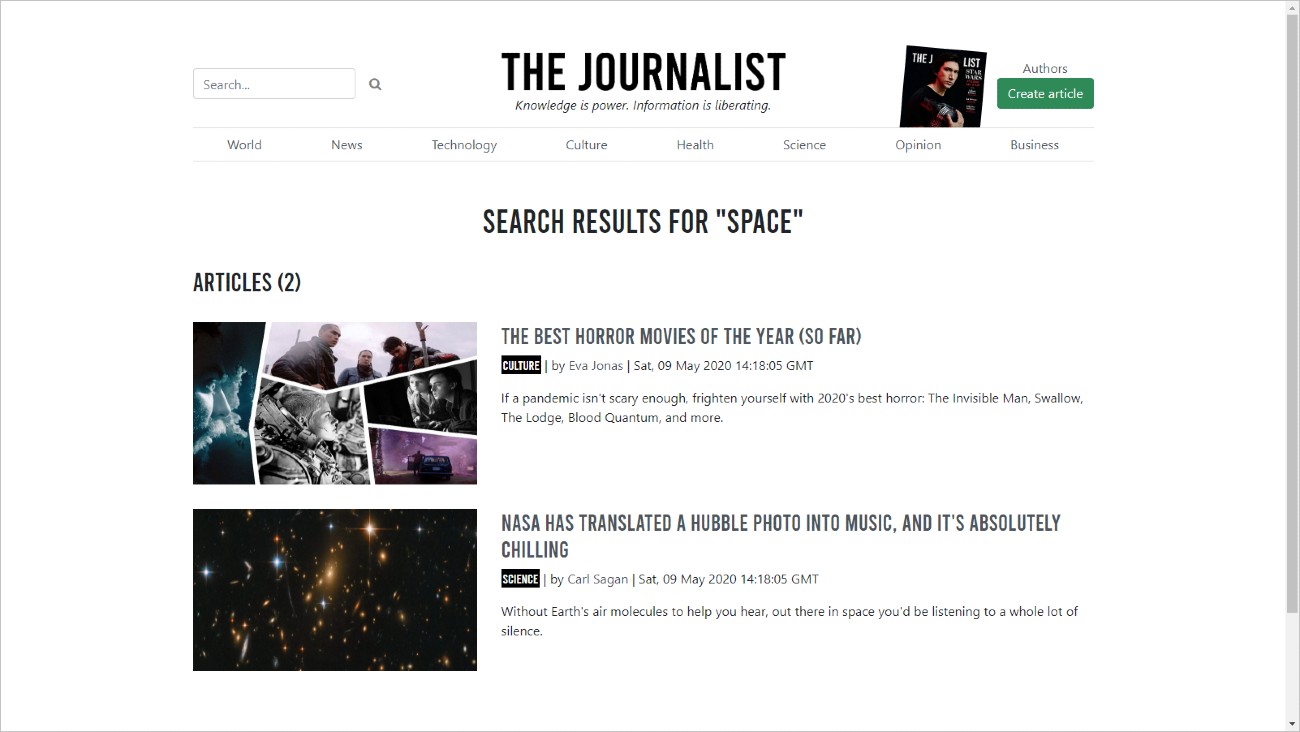 Search...
THE JOURNALIST
Knowledge is power. Information is liberating.
THE J LIST
STAR
WARS
Authors
Create article
World News Technology Culture Health Science Opinion Business
SEARCH RESULTS FOR "SPACE"
ARTICLES (2)
THE BEST HORROR MOVIES OF THE YEAR (SO FAR)
CULTURE | by Eva Jonas | Sat, 09 May 2020 14:18:05 GMT
If a pandemic isn't scary enough, frighten yourself with 2020's best horror: The Invisible Man, Swallow,
The Lodge, Blood Quantum, and more.
NASA HAS TRANSLATED A HUBBLE PHOTO INTO MUSIC, AND IT'S ABSOLUTELY
CHILLING
SCIENCE | by Carl Sagan | Sat, 09 May 2020 14:18:05 GMT
Without Earth's air molecules to help you hear, out there in space you'd be listening to a whole lot of
silence.